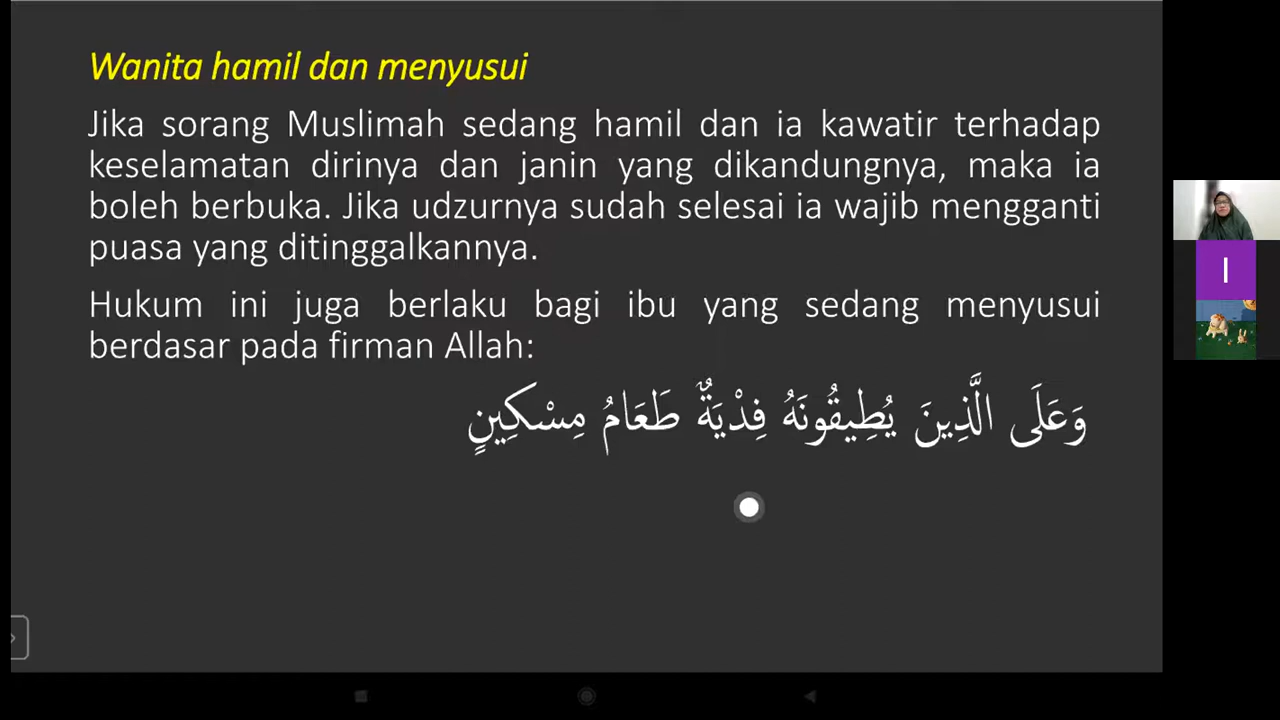 Wanita hamil dan menyusui
Jika sorang Muslimah sedang hamil dan ia kawatir terhadap
keselamatan dirinya dan janin yang dikandungnya, maka ia
boleh berbuka. Jika udzurnya sudah selesai ia wajib mengganti
puasa yang ditinggalkannya.
Hukum ini juga berlaku bagi ibu yang sedang menyusui
berdasar pada firman Allah:
وَعَلَى الَّذِينَ يُطِيقُونَهُ فِدْيَةٌ طَعَامُ مِسْكِينٍ
I